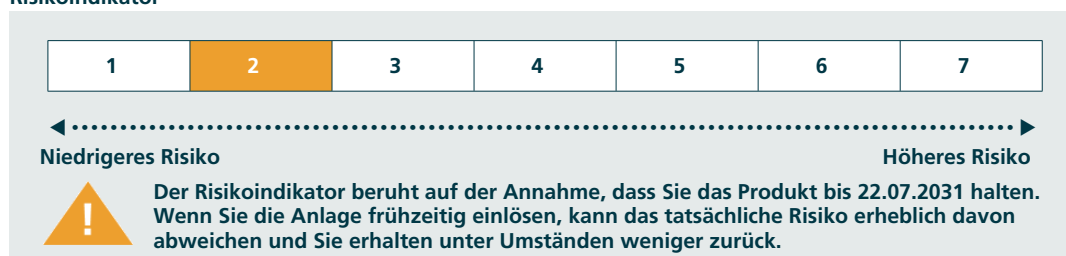 Risikoindikator
1 2 3 4 5 6 7
Niedrigeres Risiko Höheres Risiko
! Der Risikoindikator beruht auf der Annahme, dass Sie das Produkt bis 22.07.2031 halten.
Wenn Sie die Anlage frühzeitig einlösen, kann das tatsächliche Risiko erheblich davon
abweichen und Sie erhalten unter Umständen weniger zurück.